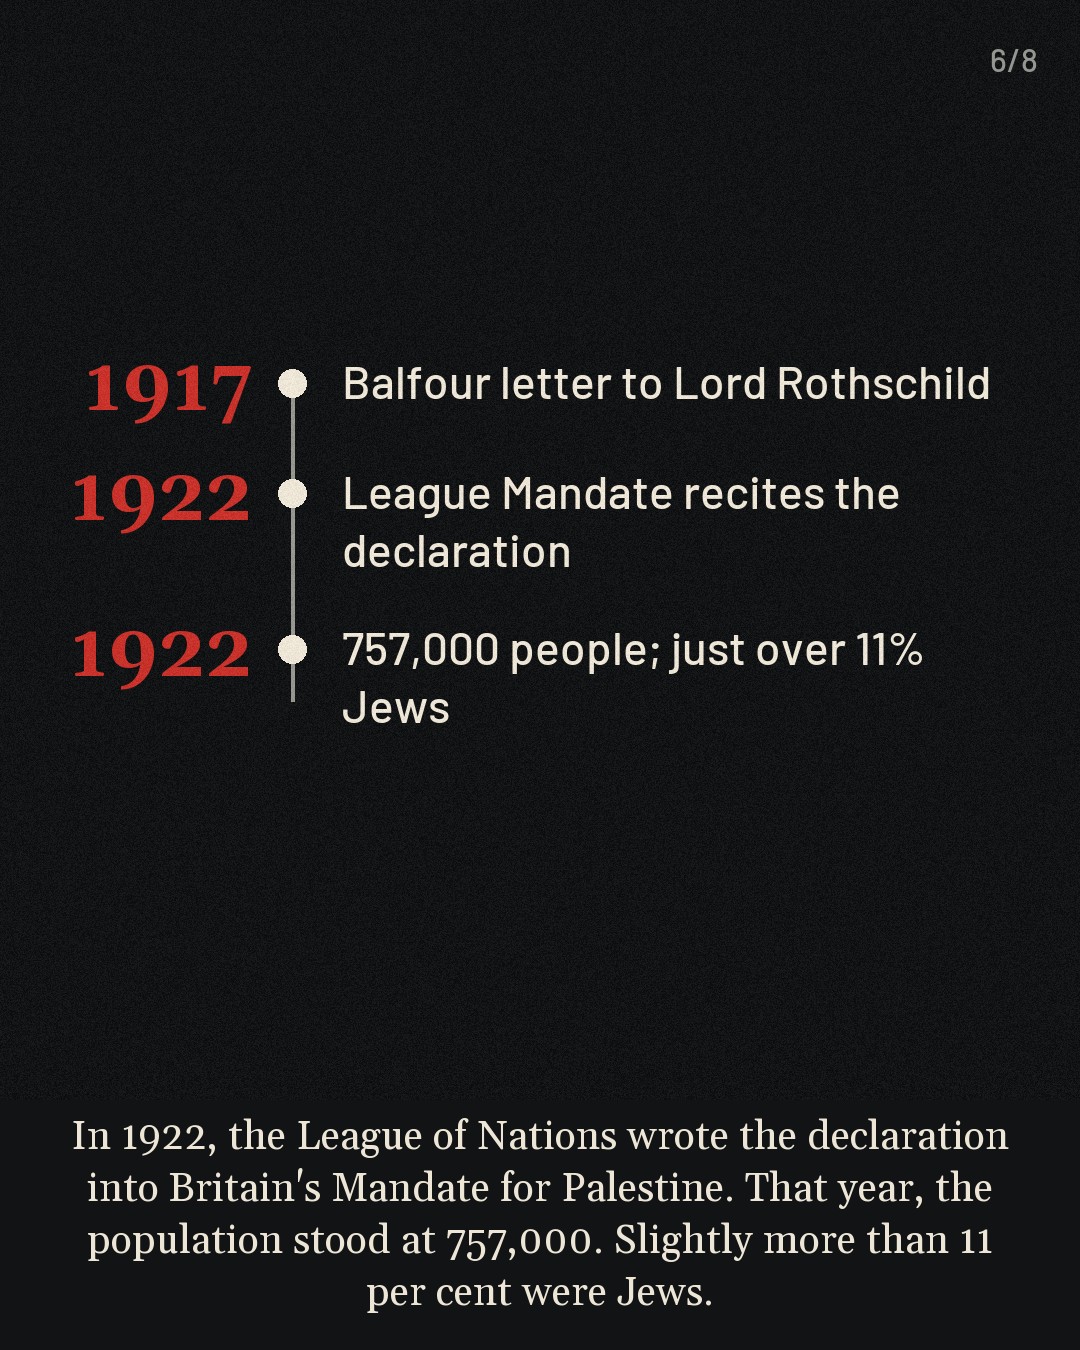 6/8
1917 Balfour letter to Lord Rothschild
1922 League Mandate recites the
declaration
1922 757,000 people; just over 11%
Jews
In 1922, the League of Nations wrote the declaration
into Britain's Mandate for Palestine. That year, the
population stood at 757,000. Slightly more than 11
per cent were Jews.